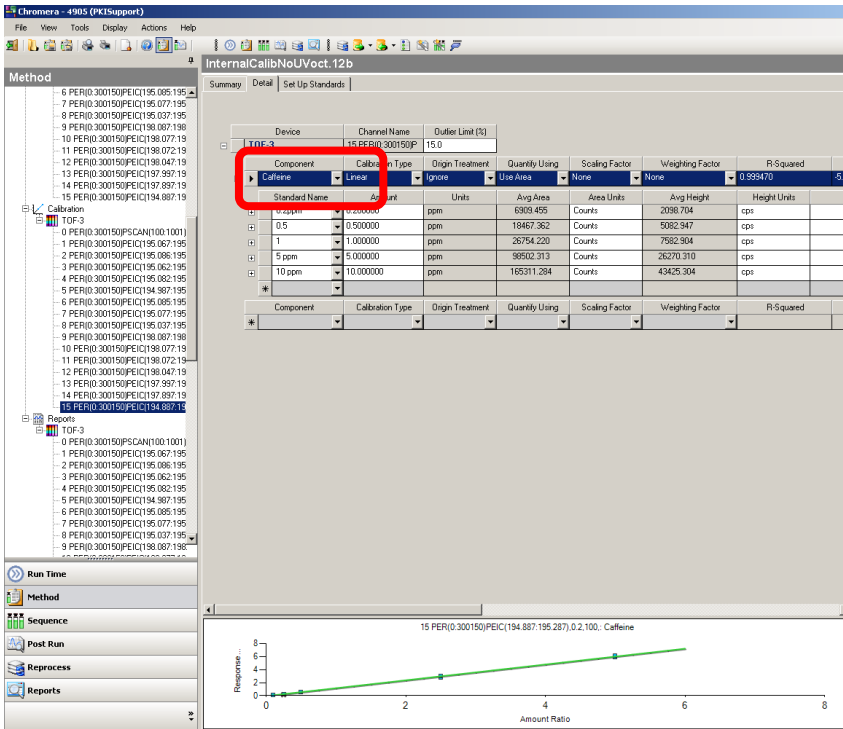 Chromera - 4905 (PKISupport)
File View Tools Display Actions Help
InternalCalibNoUVoct.12b
Method
Summary Detail Set Up Standards
6 PER(0:300150)PEIC(195.085:195
7 PER(0:300150)PEIC(195.077:195
8 PER(0:300150)PEIC(195.037:195
9 PER(0:300150)PEIC(198.087:198
10 PER(0:300150)PEIC(198.077:19
11 PER(0:300150)PEIC(198.072:19
12 PER(0:300150)PEIC(198.047:19
13 PER(0:300150)PEIC(197.997:19
14 PER(0:300150)PEIC(197.897:19
15 PER(0:300150)PEIC(194.887:19
Calibration
TOF-3
0 PER(0:300150)PSCAN(100:1001)
1 PER(0:300150)PEIC(195.067:195
2 PER(0:300150)PEIC(195.086:195
3 PER(0:300150)PEIC(195.062:195
4 PER(0:300150)PEIC(195.082:195
5 PER(0:300150)PEIC(194.987:195
6 PER(0:300150)PEIC(195.085:195
7 PER(0:300150)PEIC(195.077:195
8 PER(0:300150)PEIC(195.037:195
9 PER(0:300150)PEIC(198.087:198
10 PER(0:300150)PEIC(198.077:19
11 PER(0:300150)PEIC(198.072:19
12 PER(0:300150)PEIC(198.047:19
13 PER(0:300150)PEIC(197.997:19
14 PER(0:300150)PEIC(197.897:19
15 PER(0:300150)PEIC(194.887:19
Reports
TOF-3
0 PER(0:300150)PSCAN(100:1001)
1 PER(0:300150)PEIC(195.067:195
2 PER(0:300150)PEIC(195.086:195
3 PER(0:300150)PEIC(195.062:195
4 PER(0:300150)PEIC(195.082:195
5 PER(0:300150)PEIC(194.987:195
6 PER(0:300150)PEIC(195.085:195
7 PER(0:300150)PEIC(195.077:195
8 PER(0:300150)PEIC(195.037:195
9 PER(0:300150)PEIC(198.087:198.
Run Time
Method
Sequence
Post Run
Reprocess
Reports
Device Channel Name Outlier Limit (%)
TOF-3 15 PER(0:300150)P 15.0
Component Calibration Type Origin Treatment Quantify Using Scaling Factor Weighting Factor R-Squared
Caffeine Linear Ignore Use Area None None 0.999470 -5.
Standard Name Amount Units Avg Area Area Units Avg Height Height Units
0.2ppm 0.200000 ppm 6909.455 Counts 2098.704 cps
0.5 0.500000 ppm 18467.362 Counts 5082.947 cps
1 1.000000 ppm 26754.220 Counts 7582.904 cps
5 ppm 5.000000 ppm 98502.313 Counts 26270.310 cps
10 ppm 10.000000 ppm 165311.284 Counts 43425.304 cps
Component Calibration Type Origin Treatment Quantify Using Scaling Factor Weighting Factor R-Squared
15 PER(0:300150)PEIC(194.887:195.287),0.2,100,: Caffeine
Response...
8
6
4
2
0
0 2 4 6 8
Amount Ratio